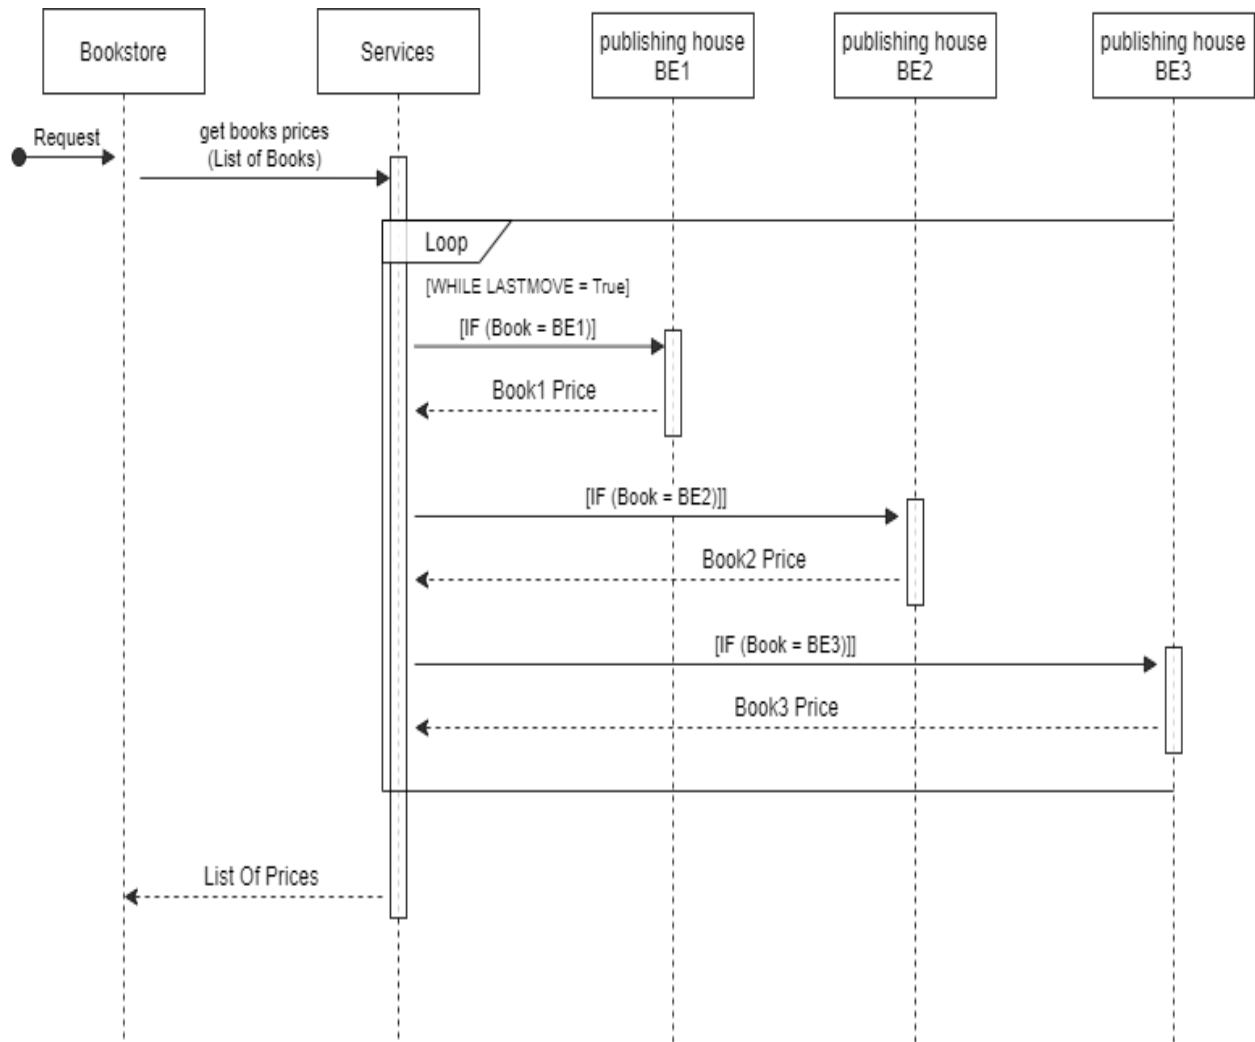 Bookstore
Services
publishing house
BE1
publishing house
BE2
publishing house
BE3
Request
get books prices
(List of Books)
Loop
[WHILE LASTMOVE = True]
[IF (Book = BE1)]
Book1 Price
[IF (Book = BE2)]]
Book2 Price
[IF (Book = BE3)]]
Book3 Price
List Of Prices